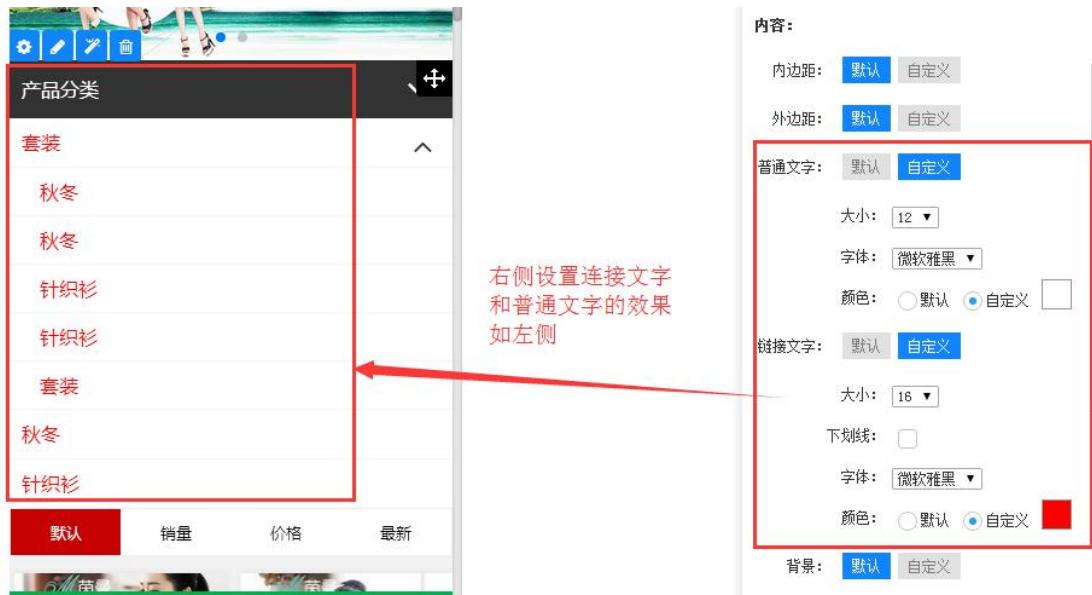 产品分类
套装
秋冬
秋冬
针织衫
针织衫
套装
秋冬
针织衫
默认 销量 价格 最新
茵曼
右侧设置连接文字
和普通文字的效果
如左侧
内容：
内边距： 默认 自定义
外边距： 默认 自定义
普通文字： 默认 自定义
大小： 12
字体： 微软雅黑
颜色： 默认 自定义
链接文字： 默认 自定义
大小： 16
下划线：
字体： 微软雅黑
颜色： 默认 自定义
背景： 默认 自定义